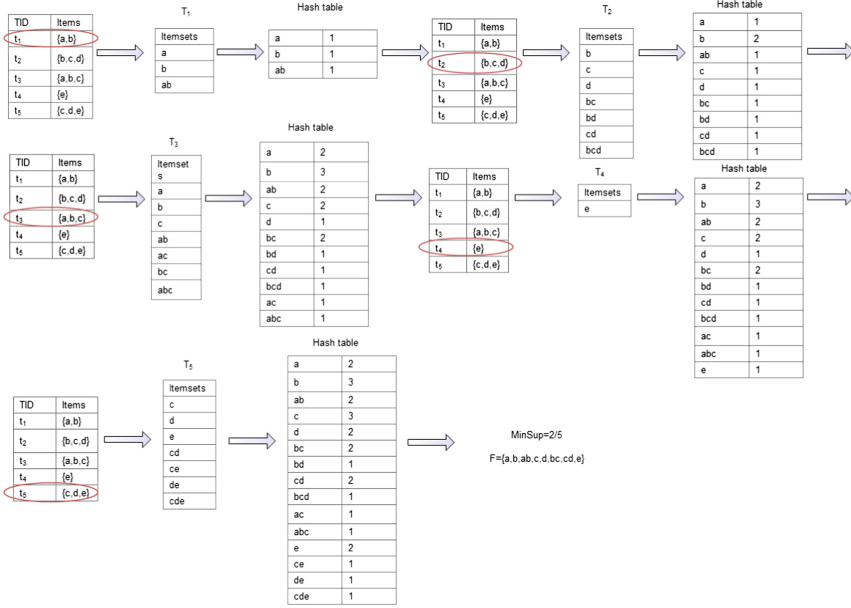 TID Items
t1 {a,b}
t2 {b,c,d}
t3 {a,b,c}
t4 {e}
t5 {c,d,e}
T1
Itemsets
a
b
ab
Hash table
a 1
b 1
ab 1
TID Items
t1 {a,b}
t2 {b,c,d}
t3 {a,b,c}
t4 {e}
t5 {c,d,e}
T2
Itemsets
b
c
d
bc
bd
cd
bcd
Hash table
a 1
b 2
ab 1
c 1
d 1
bc 1
bd 1
cd 1
bcd 1
TID Items
t1 {a,b}
t2 {b,c,d}
t3 {a,b,c}
t4 {e}
t5 {c,d,e}
T3
Itemset
s
a
b
c
ab
ac
bc
abc
Hash table
a 2
b 3
ab 2
c 2
d 1
bc 2
bd 1
cd 1
bcd 1
ac 1
abc 1
TID Items
t1 {a,b}
t2 {b,c,d}
t3 {a,b,c}
t4 {e}
t5 {c,d,e}
T4
Itemsets
e
Hash table
a 2
b 3
ab 2
c 2
d 1
bc 2
bd 1
cd 1
bcd 1
ac 1
abc 1
e 1
TID Items
t1 {a,b}
t2 {b,c,d}
t3 {a,b,c}
t4 {e}
t5 {c,d,e}
T5
Itemsets
c
d
e
cd
ce
de
cde
Hash table
a 2
b 3
ab 2
c 3
d 2
bc 2
bd 1
cd 2
bcd 1
ac 1
abc 1
e 2
ce 1
de 1
cde 1
MinSup=2/5
F={a,b,ab,c,d,bc,cd,e}